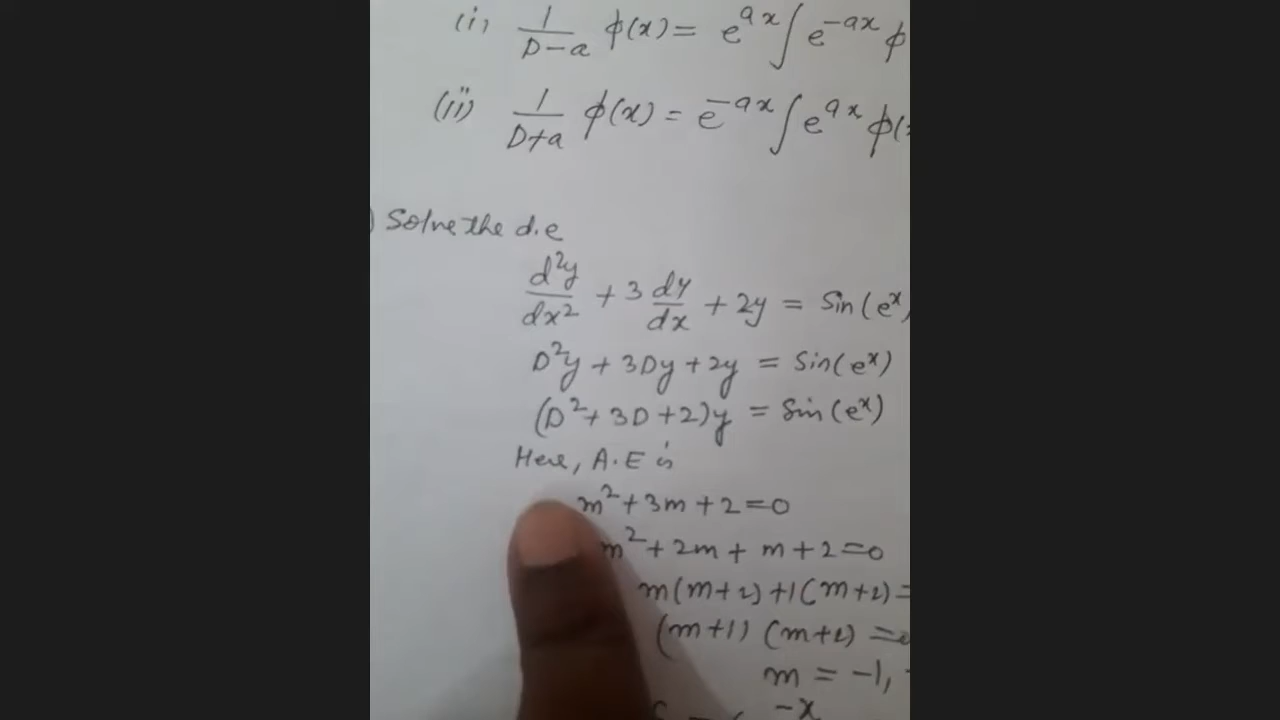 (i) 1/(D-a) ϕ(x) = e^{ax} ∫ e^{-ax} ϕ
(ii) 1/(D+a) ϕ(x) = e^{-ax} ∫ e^{ax} ϕ(
) Solve the d.e
d²y/dx² + 3 dy/dx + 2y = Sin(e^x)
D²y + 3Dy + 2y = Sin(e^x)
(D² + 3D + 2)y = Sin(e^x)
Here, A.E is
m² + 3m + 2 = 0
m² + 2m + m + 2 = 0
m(m+2) + 1(m+2) =
(m+1) (m+2) = 0
m = -1, -